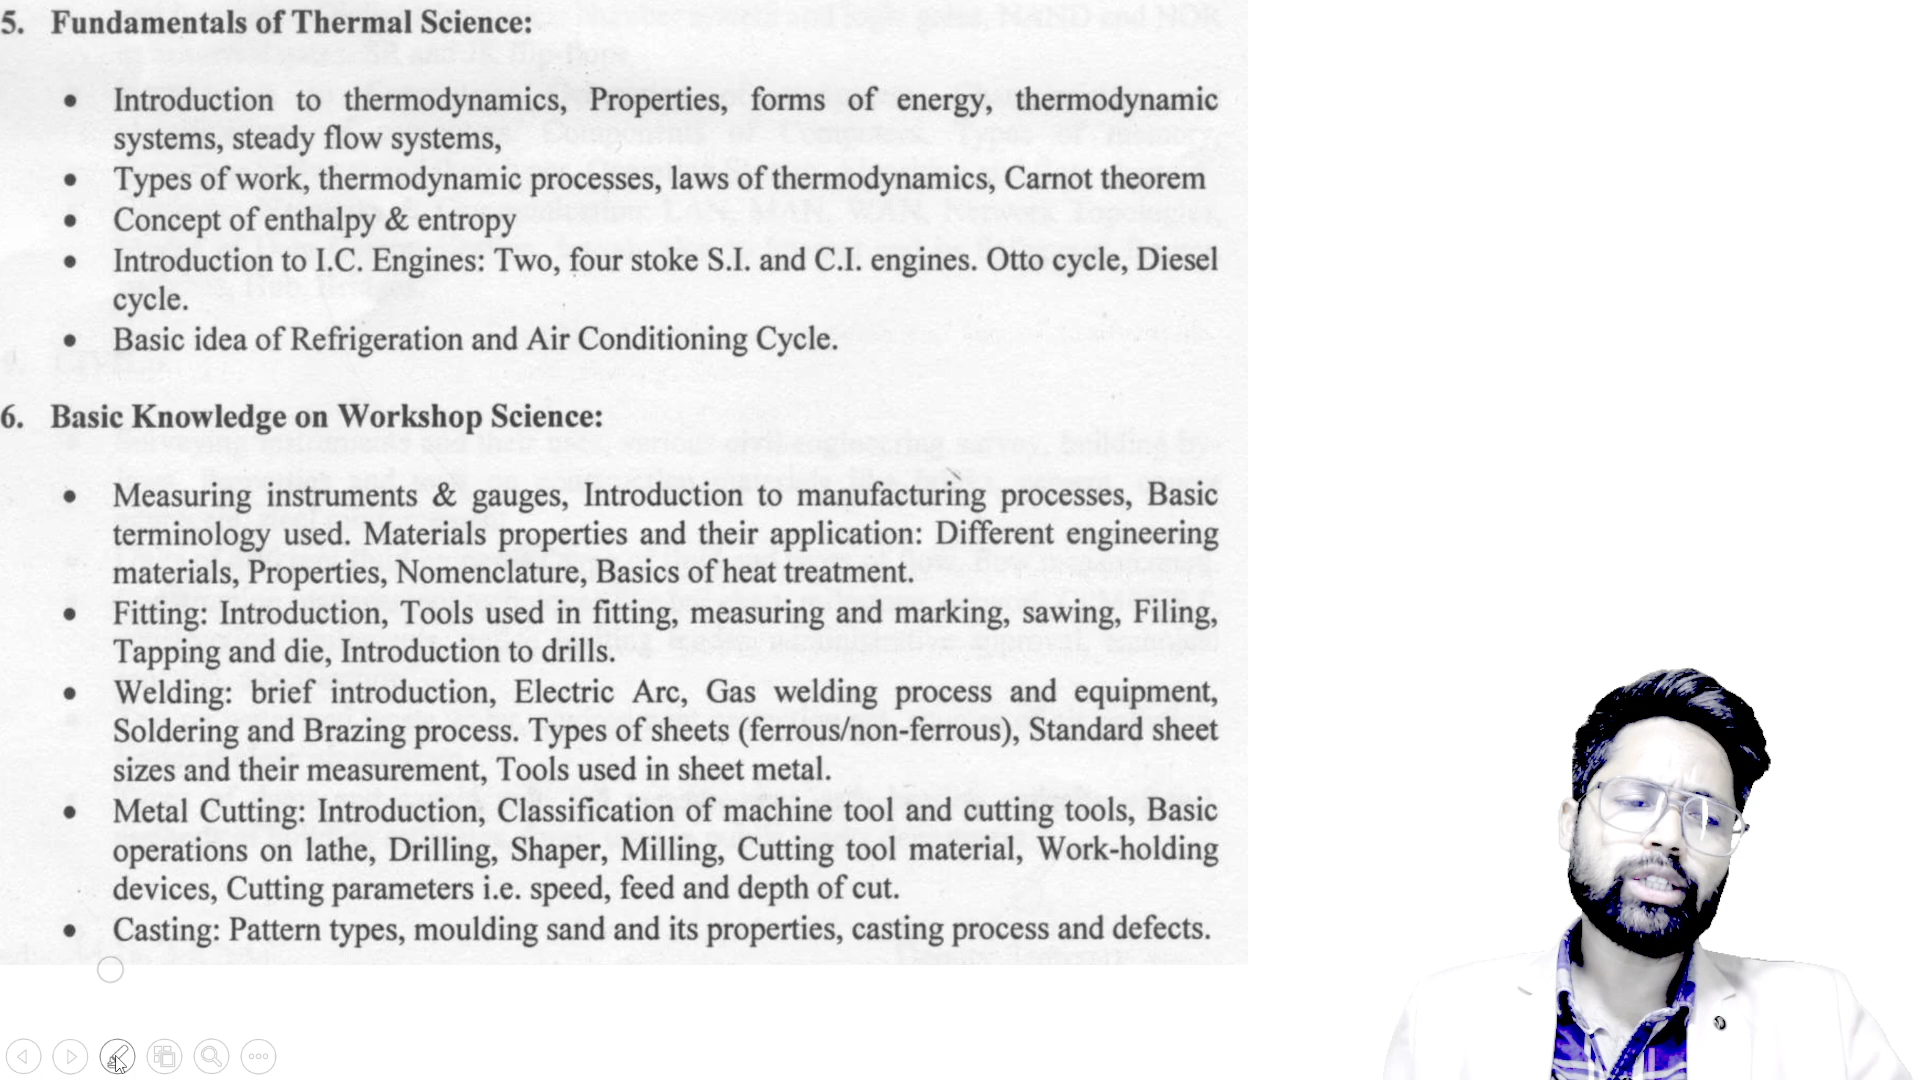 5. Fundamentals of Thermal Science:
• Introduction to thermodynamics, Properties, forms of energy, thermodynamic
systems, steady flow systems,
• Types of work, thermodynamic processes, laws of thermodynamics, Carnot theorem
• Concept of enthalpy & entropy
• Introduction to I.C. Engines: Two, four stoke S.I. and C.I. engines. Otto cycle, Diesel
cycle.
• Basic idea of Refrigeration and Air Conditioning Cycle.
6. Basic Knowledge on Workshop Science:
• Measuring instruments & gauges, Introduction to manufacturing processes, Basic
terminology used. Materials properties and their application: Different engineering
materials, Properties, Nomenclature, Basics of heat treatment.
• Fitting: Introduction, Tools used in fitting, measuring and marking, sawing, Filing,
Tapping and die, Introduction to drills.
• Welding: brief introduction, Electric Arc, Gas welding process and equipment,
Soldering and Brazing process. Types of sheets (ferrous/non-ferrous), Standard sheet
sizes and their measurement, Tools used in sheet metal.
• Metal Cutting: Introduction, Classification of machine tool and cutting tools, Basic
operations on lathe, Drilling, Shaper, Milling, Cutting tool material, Work-holding
devices, Cutting parameters i.e. speed, feed and depth of cut.
• Casting: Pattern types, moulding sand and its properties, casting process and defects.